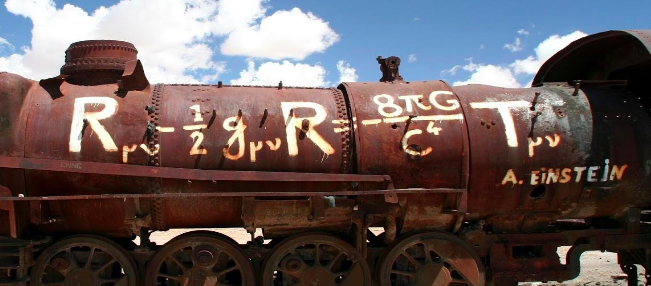 Rμν - 1/2 gμν R = - 8πG/C⁴ Tμν
A. EiNSTEiN